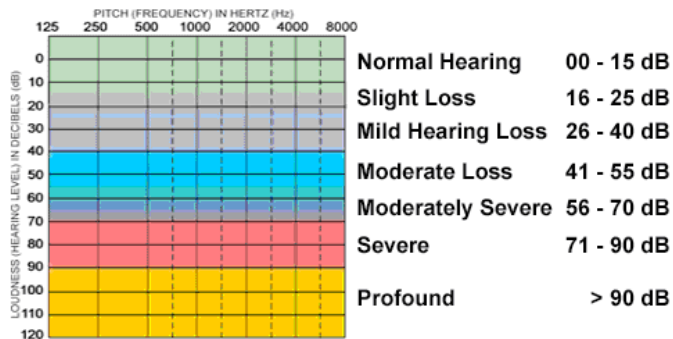 PITCH (FREQUENCY) IN HERTZ (Hz)
125 250 500 1000 2000 4000 8000
LOUDNESS (HEARING LEVEL) IN DECIBELS (dB)
0
10
20
30
40
50
60
70
80
90
100
110
120
Normal Hearing 00 - 15 dB
Slight Loss 16 - 25 dB
Mild Hearing Loss 26 - 40 dB
Moderate Loss 41 - 55 dB
Moderately Severe 56 - 70 dB
Severe 71 - 90 dB
Profound > 90 dB